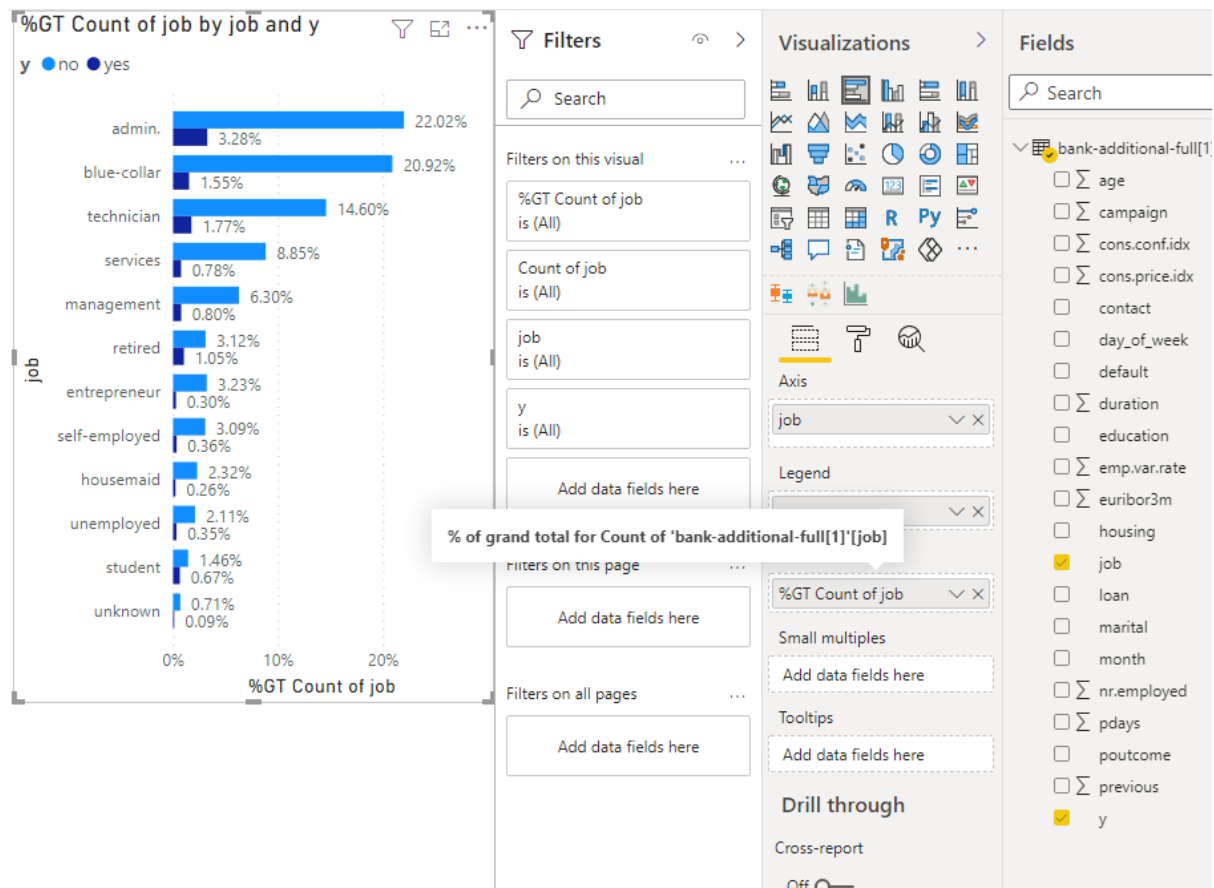 %GT Count of job by job and y
y no yes
job
admin. 22.02%
3.28%
blue-collar 20.92%
1.55%
technician 14.60%
1.77%
services 8.85%
0.78%
management 6.30%
0.80%
retired 3.12%
1.05%
entrepreneur 3.23%
0.30%
self-employed 3.09%
0.36%
housemaid 2.32%
0.26%
unemployed 2.11%
0.35%
student 1.46%
0.67%
unknown 0.71%
0.09%
0% 10% 20%
%GT Count of job
Filters
Search
Filters on this visual
%GT Count of job
is (All)
Count of job
is (All)
job
is (All)
y
is (All)
Add data fields here
% of grand total for Count of 'bank-additional-full[1]'[job]
Filters on this page
Add data fields here
Filters on all pages
Add data fields here
Visualizations
123
R Py
Axis
job
Legend
%GT Count of job
Small multiples
Add data fields here
Tooltips
Add data fields here
Drill through
Cross-report
Off
Fields
Search
bank-additional-full[1]
age
campaign
cons.conf.idx
cons.price.idx
contact
day_of_week
default
duration
education
emp.var.rate
euribor3m
housing
job
loan
marital
month
nr.employed
pdays
poutcome
previous
y